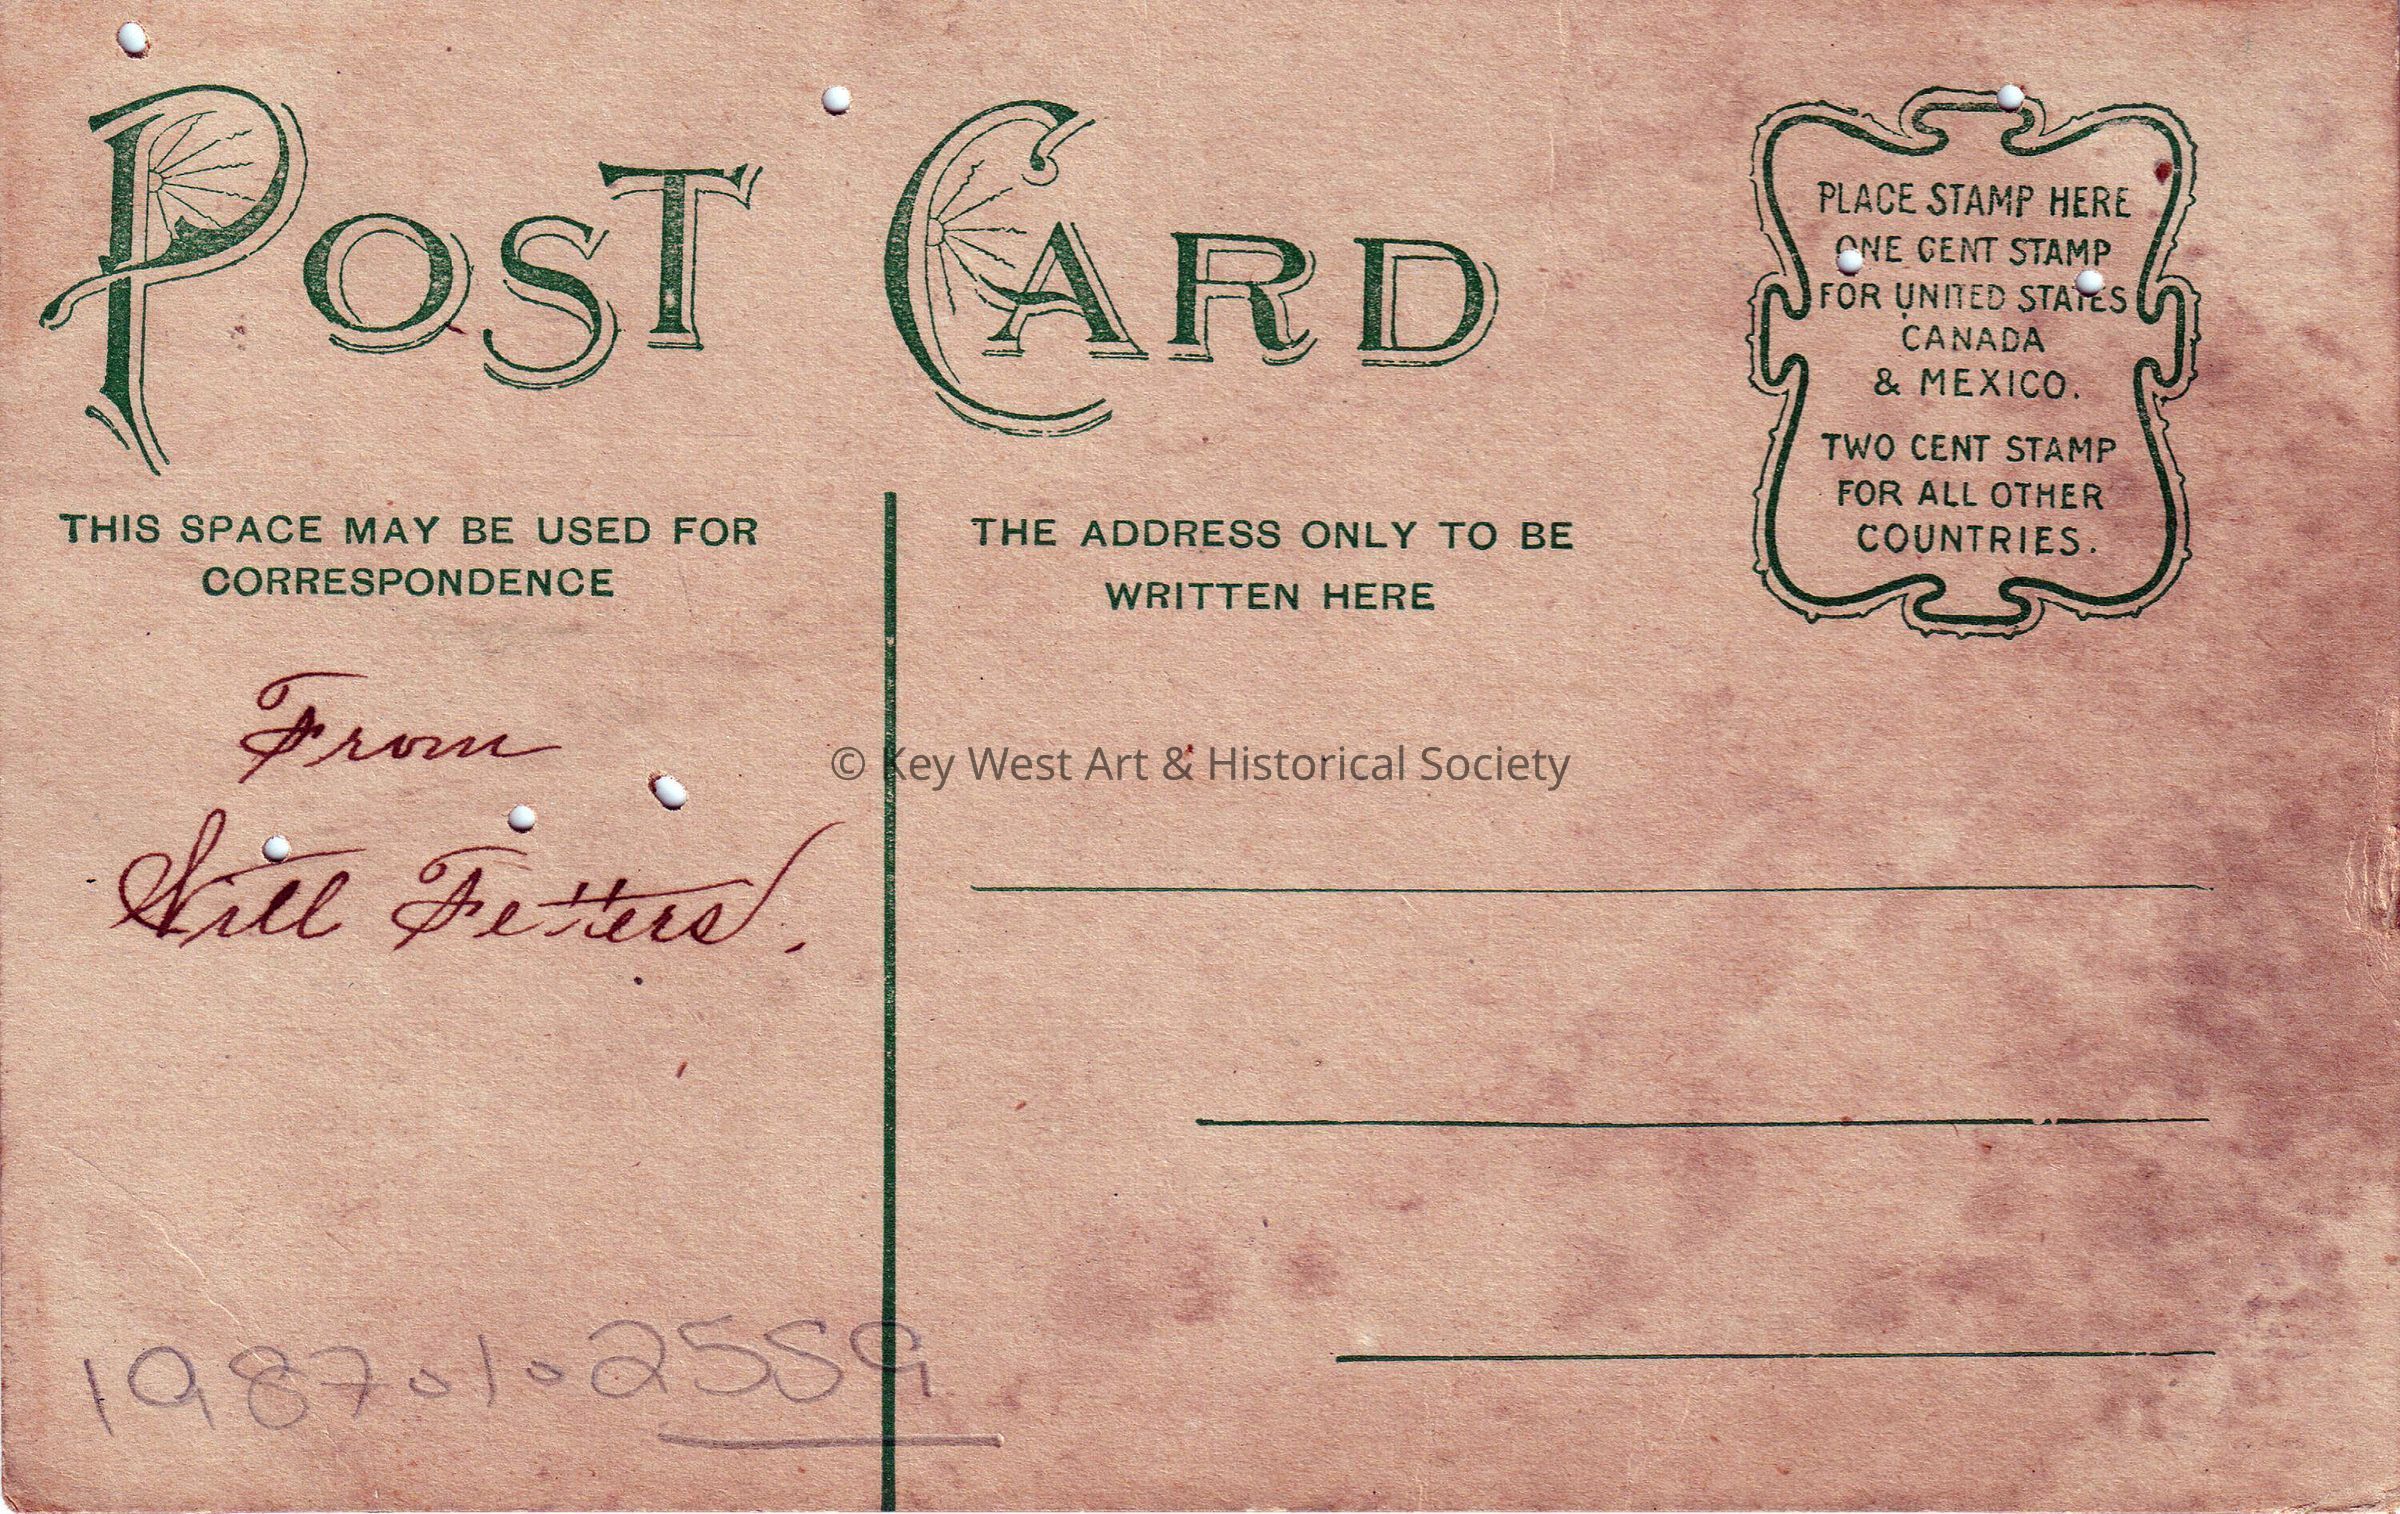 POST CARD
PLACE STAMP HERE
ONE CENT STAMP
FOR UNITED STATES
CANADA
& MEXICO.
TWO CENT STAMP
FOR ALL OTHER
COUNTRIES.
THIS SPACE MAY BE USED FOR
CORRESPONDENCE
THE ADDRESS ONLY TO BE
WRITTEN HERE
From
Will Fetters.
© Key West Art & Historical Society
1987.1.2559